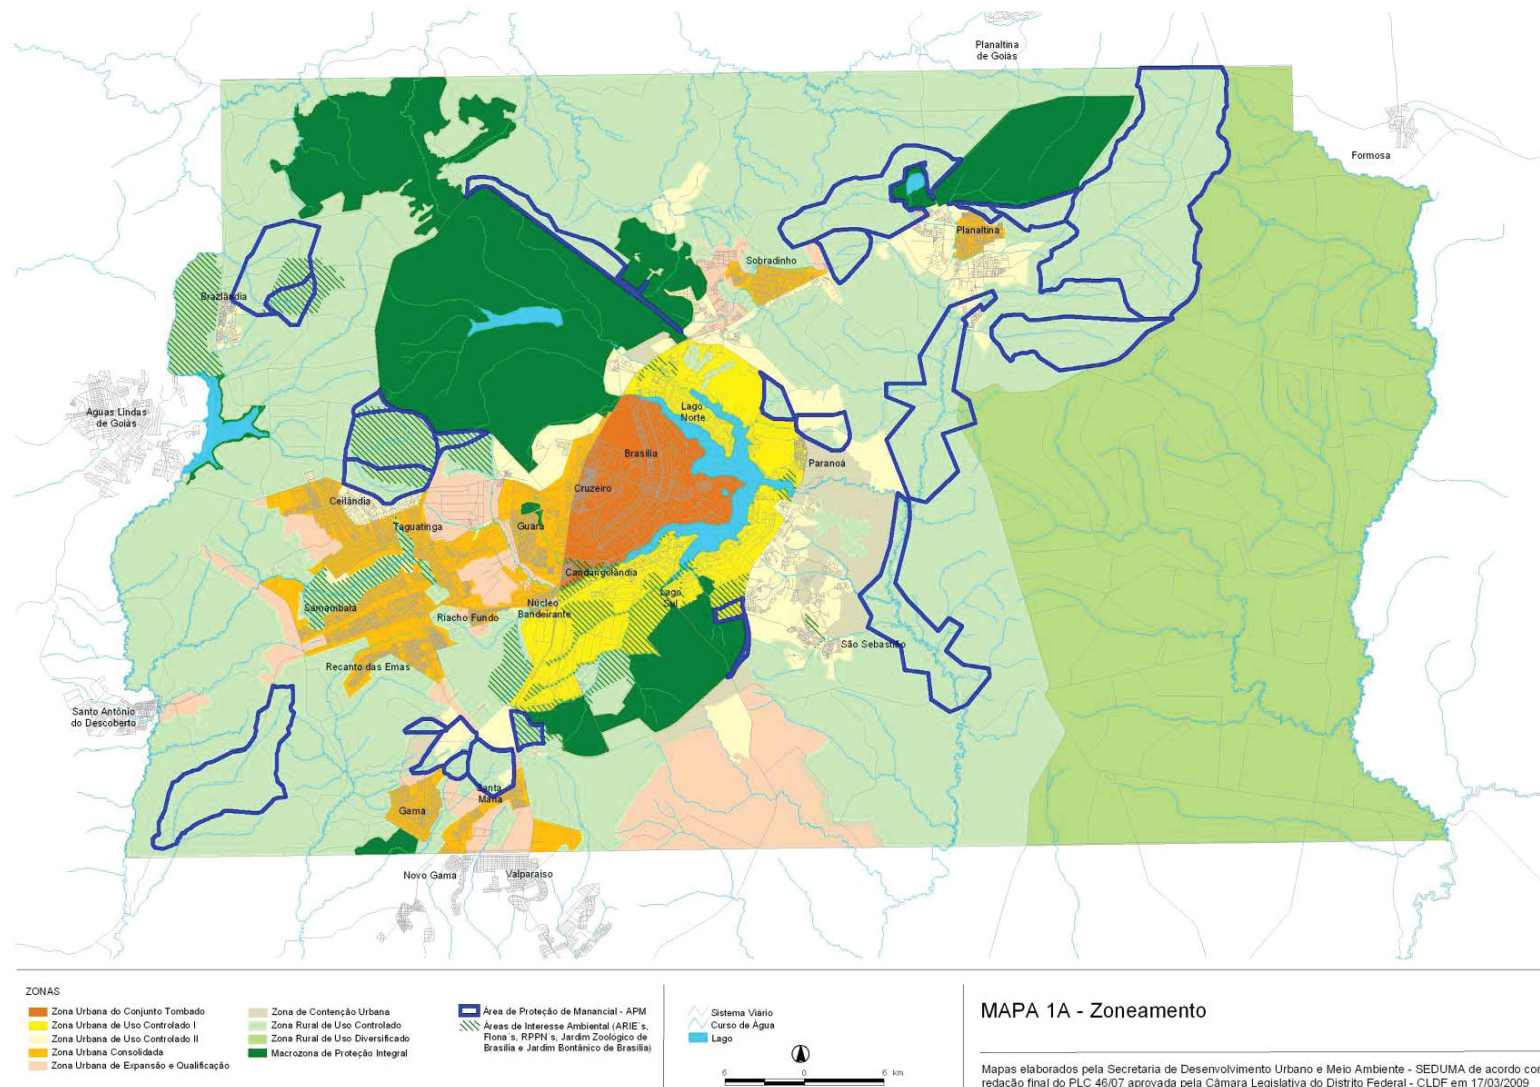 Planaltina
de Goiás
Formosa
Planaltina
Sobradinho
Brazlândia
Águas Lindas
de Goiás
Lago
Norte
Brasília
Paranoá
Cruzeiro
Ceilândia
Taguatinga
Guará
Candangolândia
Samambaia
Núcleo
Bandeirante
Lago
Sul
Riacho Fundo
São Sebastião
Recanto das Emas
Santo Antônio
do Descoberto
Santa
Maria
Gama
Novo Gama
Valparaiso
ZONAS
Zona Urbana do Conjunto Tombado
Zona Urbana de Uso Controlado I
Zona Urbana de Uso Controlado II
Zona Urbana Consolidada
Zona Urbana de Expansão e Qualificação
Zona de Contenção Urbana
Zona Rural de Uso Controlado
Zona Rural de Uso Diversificado
Macrozona de Proteção Integral
Área de Proteção de Manancial - APM
Áreas de Interesse Ambiental (ARIE´s,
Flona´s, RPPN´s, Jardim Zoológico de
Brasília e Jardim Bontânico de Brasília)
Sistema Viário
Curso de Água
Lago
6 0 6 km
MAPA 1A - Zoneamento
Mapas elaborados pela Secretaria de Desenvolvimento Urbano e Meio Ambiente - SEDUMA de acordo con
redação final do PLC 46/07 aprovada pela Câmara Legislativa do Distrito Federal - CLDF em 17/03/2009